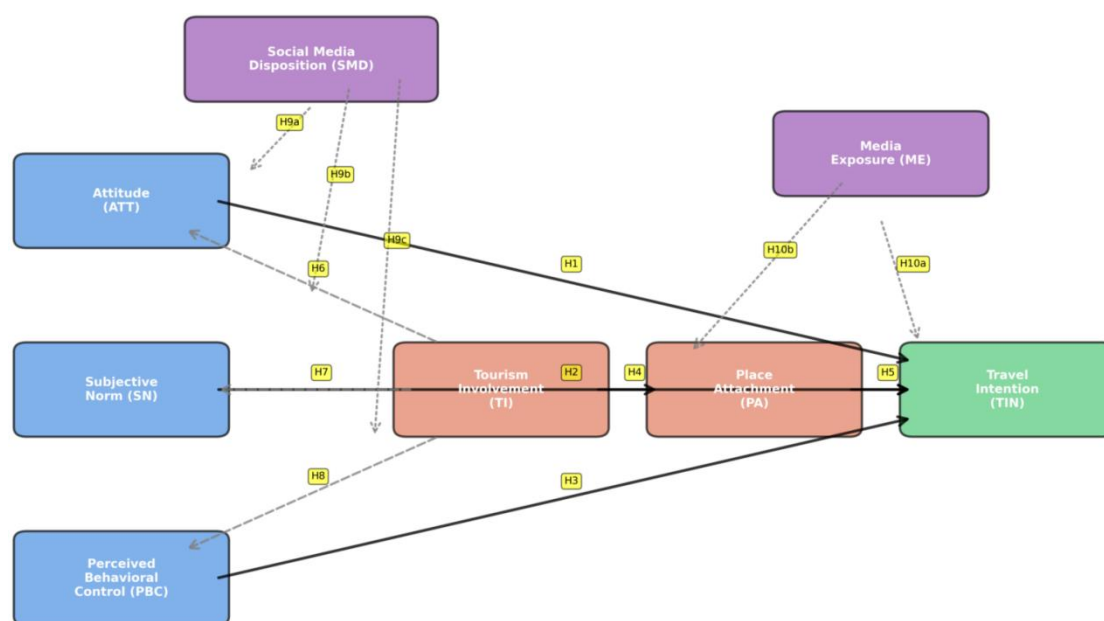 Social Media
Disposition (SMD)
H9a
Media
Exposure (ME)
H9b
Attitude
(ATT)
H9c
H10b
H10a
H6
H1
Subjective
Norm (SN)
H7
Tourism
Involvement
(TI)
H2
H4
Place
Attachment
(PA)
H5
Travel
Intention
(TIN)
H8
H3
Perceived
Behavioral
Control (PBC)